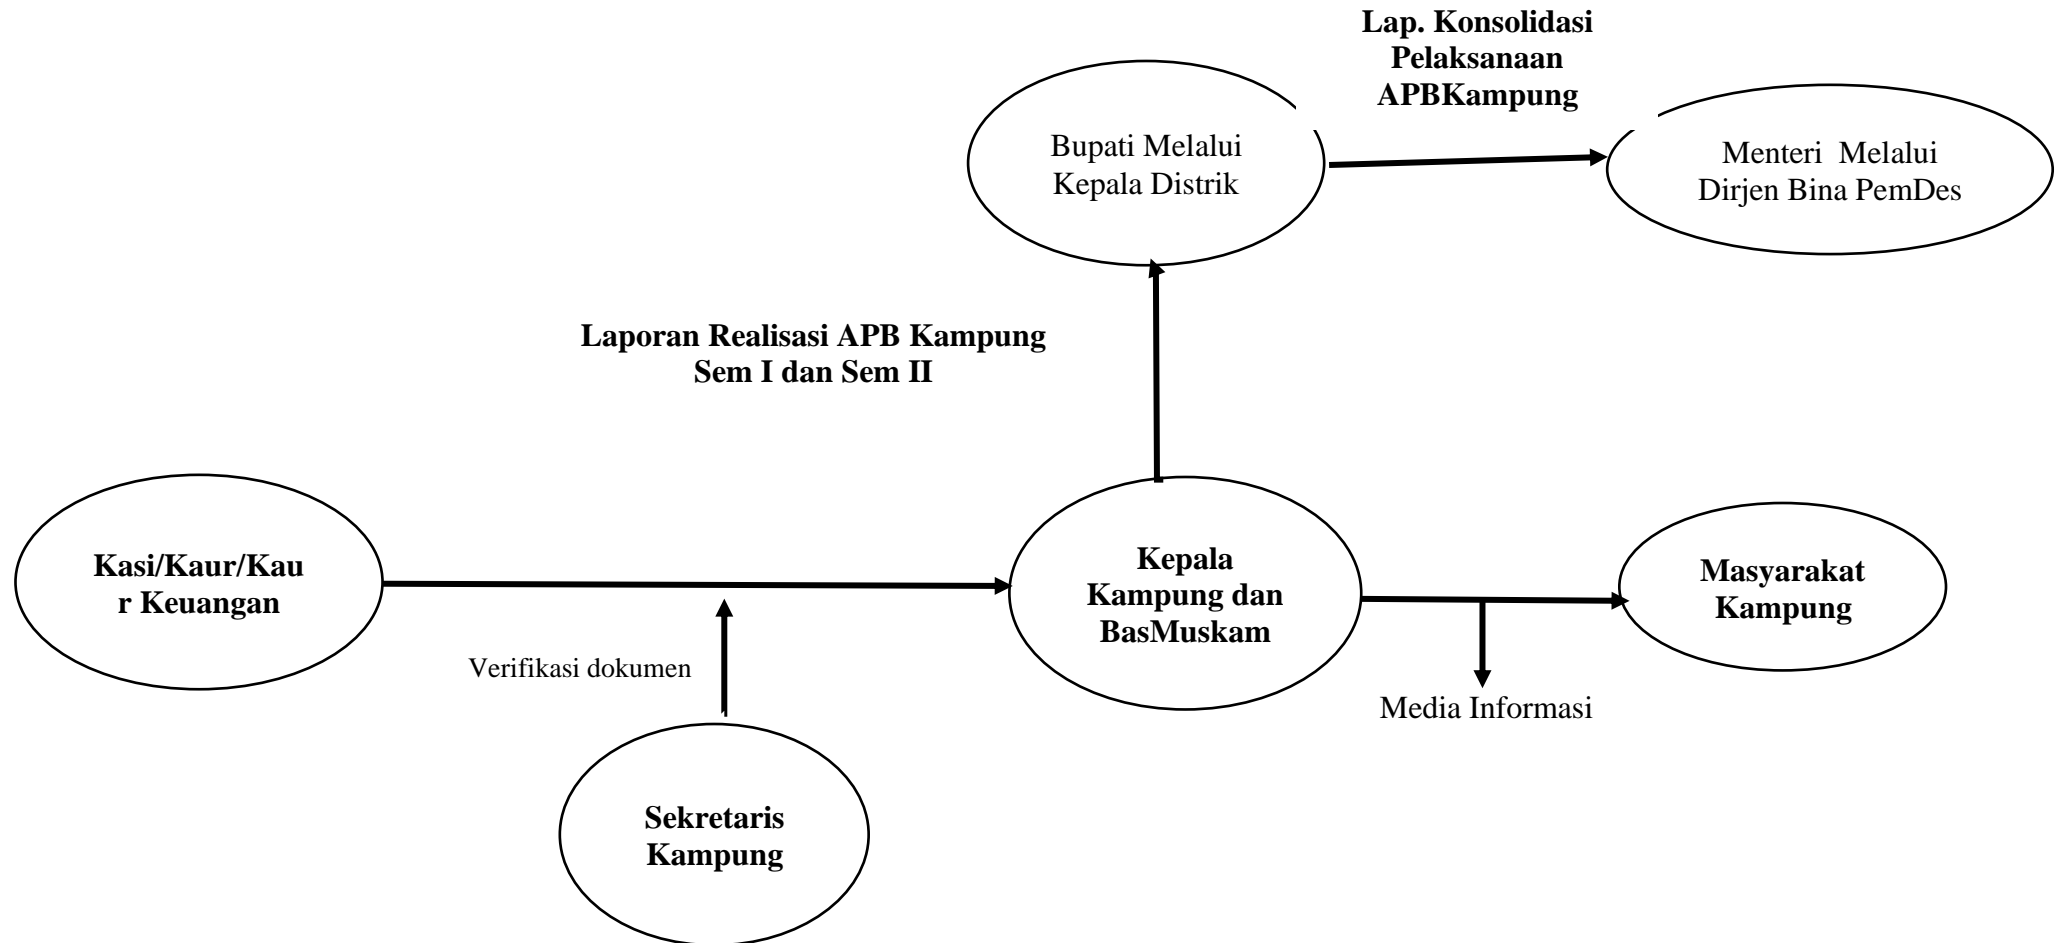 Lap. Konsolidasi
Pelaksanaan
APBKampung
Bupati Melalui
Kepala Distrik
Menteri  Melalui
Dirjen Bina PemDes
Laporan Realisasi APB Kampung
Sem I dan Sem II
Kasi/Kaur/Kau
r Keuangan
Kepala
Kampung dan
BasMuskam
Masyarakat
Kampung
Verifikasi dokumen
Media Informasi
Sekretaris
Kampung